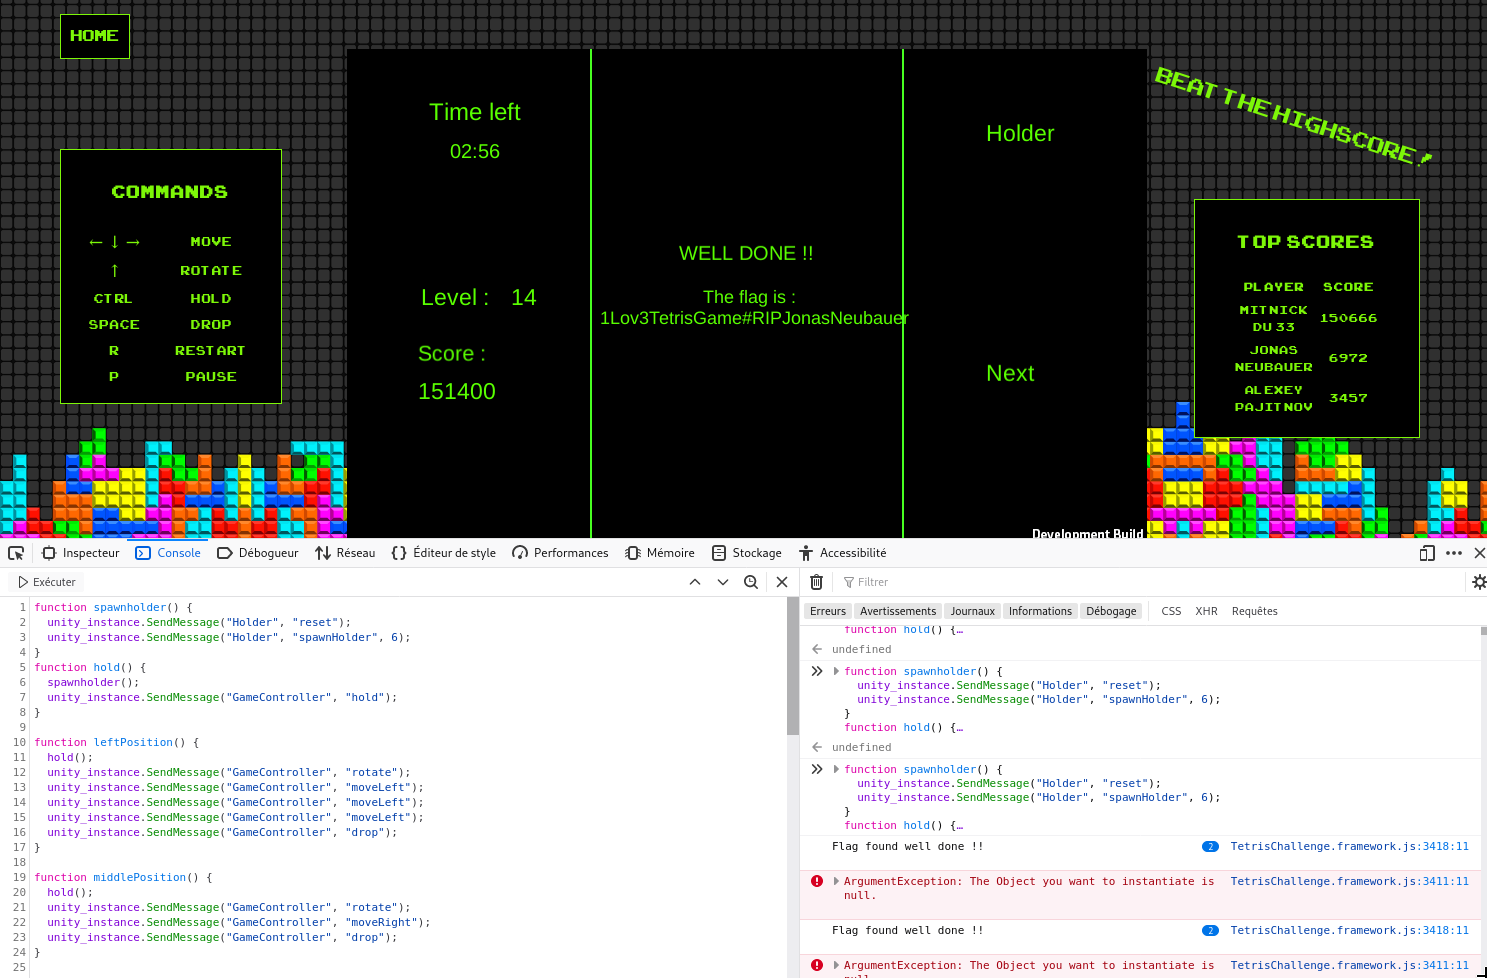 HOME
BEAT THE HIGHSCORE !
COMMANDS
← ↓ → MOVE
↑ ROTATE
CTRL HOLD
SPACE DROP
R RESTART
P PAUSE
Time left
02:56
Level : 14
Score :
151400
WELL DONE !!
The flag is :
1Lov3TetrisGame#RIPJonasNeubauer
Holder
Next
Development Build
TOP SCORES
PLAYER SCORE
MITNICK
DU 33 150666
JONAS
NEUBAUER 6972
ALEXEY
PAJITNOV 3457
Inspecteur Console Débogueur Réseau Éditeur de style Performances Mémoire Stockage Accessibilité
Exécuter
1 function spawnholder() {
2 unity_instance.SendMessage("Holder", "reset");
3 unity_instance.SendMessage("Holder", "spawnHolder", 6);
4 }
5 function hold() {
6 spawnholder();
7 unity_instance.SendMessage("GameController", "hold");
8 }
9
10 function leftPosition() {
11 hold();
12 unity_instance.SendMessage("GameController", "rotate");
13 unity_instance.SendMessage("GameController", "moveLeft");
14 unity_instance.SendMessage("GameController", "moveLeft");
15 unity_instance.SendMessage("GameController", "moveLeft");
16 unity_instance.SendMessage("GameController", "drop");
17 }
18
19 function middlePosition() {
20 hold();
21 unity_instance.SendMessage("GameController", "rotate");
22 unity_instance.SendMessage("GameController", "moveRight");
23 unity_instance.SendMessage("GameController", "drop");
24 }
25
Filtrer
Erreurs Avertissements Journaux Informations Débogage CSS XHR Requêtes
function hold() {…
undefined
function spawnholder() {
unity_instance.SendMessage("Holder", "reset");
unity_instance.SendMessage("Holder", "spawnHolder", 6);
}
function hold() {…
undefined
function spawnholder() {
unity_instance.SendMessage("Holder", "reset");
unity_instance.SendMessage("Holder", "spawnHolder", 6);
}
function hold() {…
Flag found well done !! 2 TetrisChallenge.framework.js:3418:11
ArgumentException: The Object you want to instantiate is TetrisChallenge.framework.js:3411:11
null.
Flag found well done !! 2 TetrisChallenge.framework.js:3418:11
ArgumentException: The Object you want to instantiate is TetrisChallenge.framework.js:3411:11